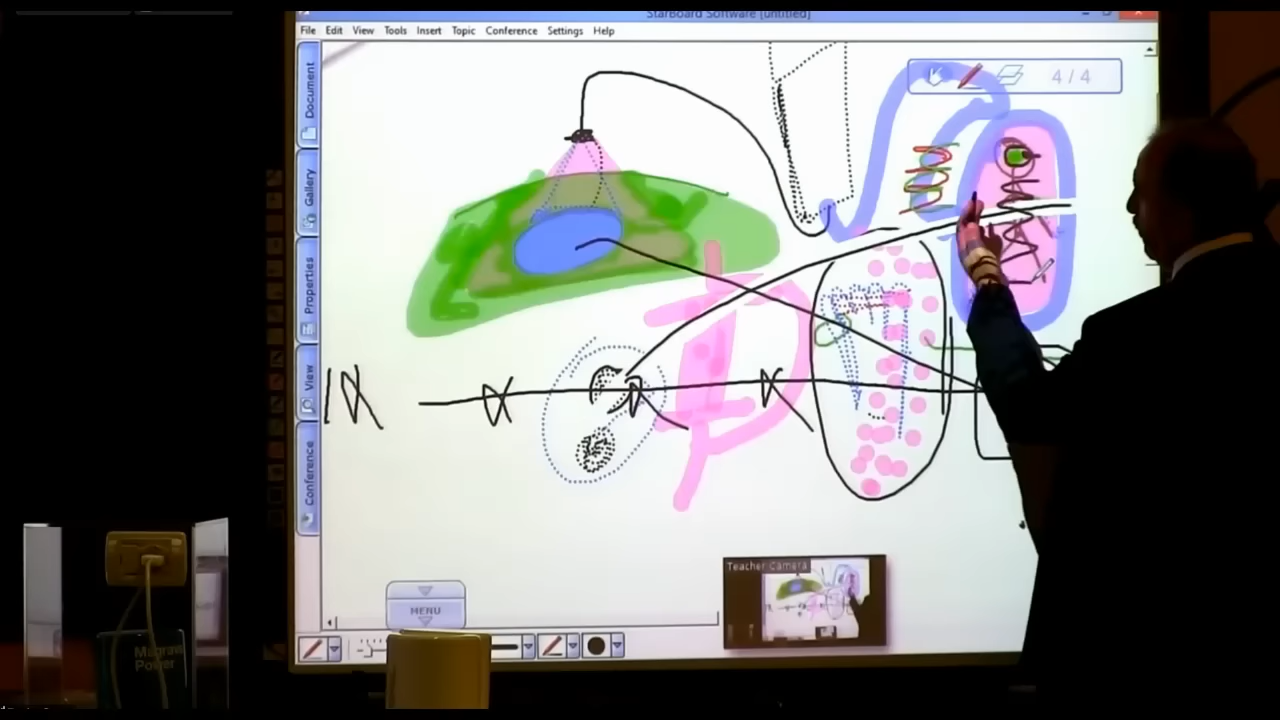 StarBoard Software [untitled]
File Edit View Tools Insert Topic Conference Settings Help
4 / 4
Document
Gallery
Properties
View
Conference
Teacher Camera
MENU
Power